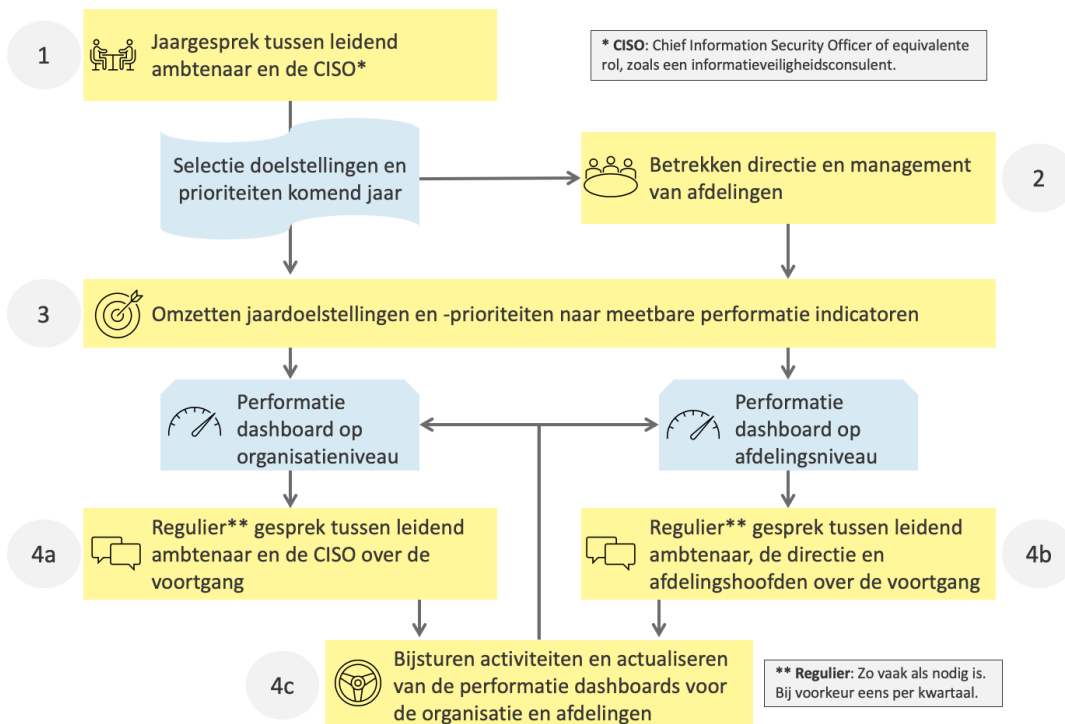 1
Jaargesprek tussen leidend
ambtenaar en de CISO*
* CISO: Chief Information Security Officer of equivalente
rol, zoals een informatieveiligheidsconsulent.
Selectie doelstellingen en
prioriteiten komend jaar
Betrekken directie en management
van afdelingen
2
3
Omzetten jaardoelstellingen en -prioriteiten naar meetbare performatie indicatoren
Performatie
dashboard op
organisatieniveau
Performatie
dashboard op
afdelingsniveau
4a
Regulier** gesprek tussen leidend
ambtenaar en de CISO over de
voortgang
Regulier** gesprek tussen leidend
ambtenaar, de directie en
afdelingshoofden over de voortgang
4b
4c
Bijsturen activiteiten en actualiseren
van de performatie dashboards voor
de organisatie en afdelingen
** Regulier: Zo vaak als nodig is.
Bij voorkeur eens per kwartaal.